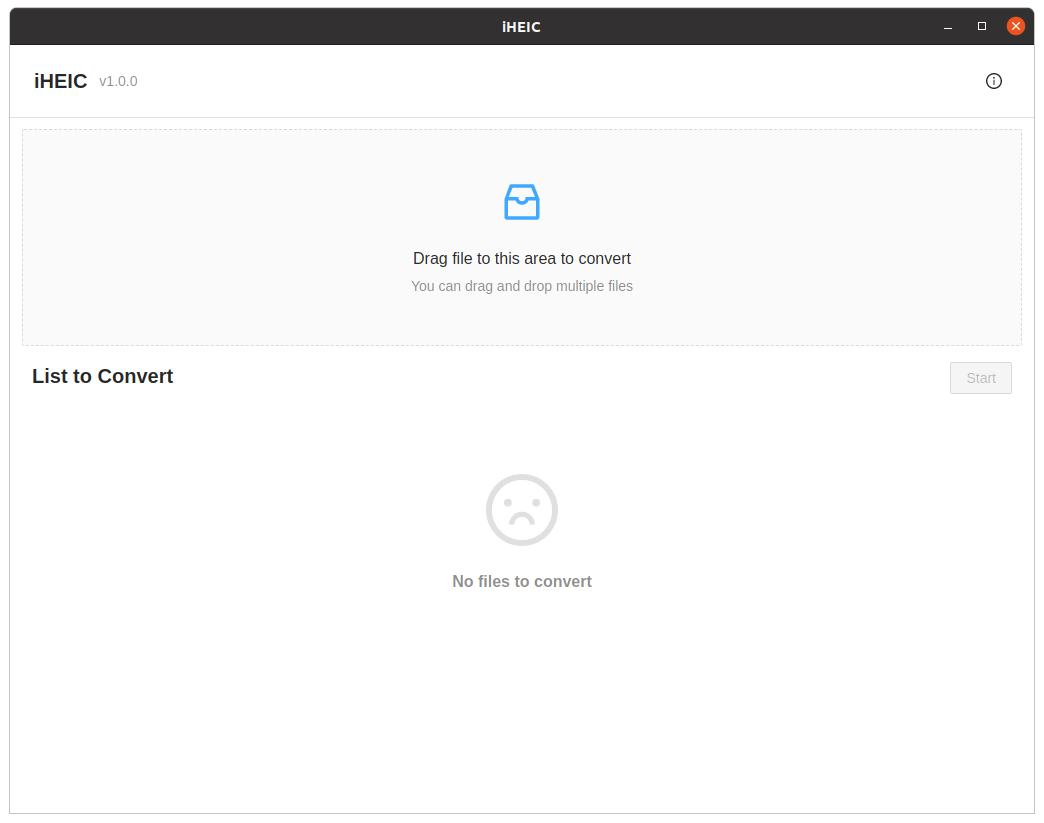 iHEIC
iHEIC v1.0.0
Drag file to this area to convert
You can drag and drop multiple files
List to Convert
Start
No files to convert